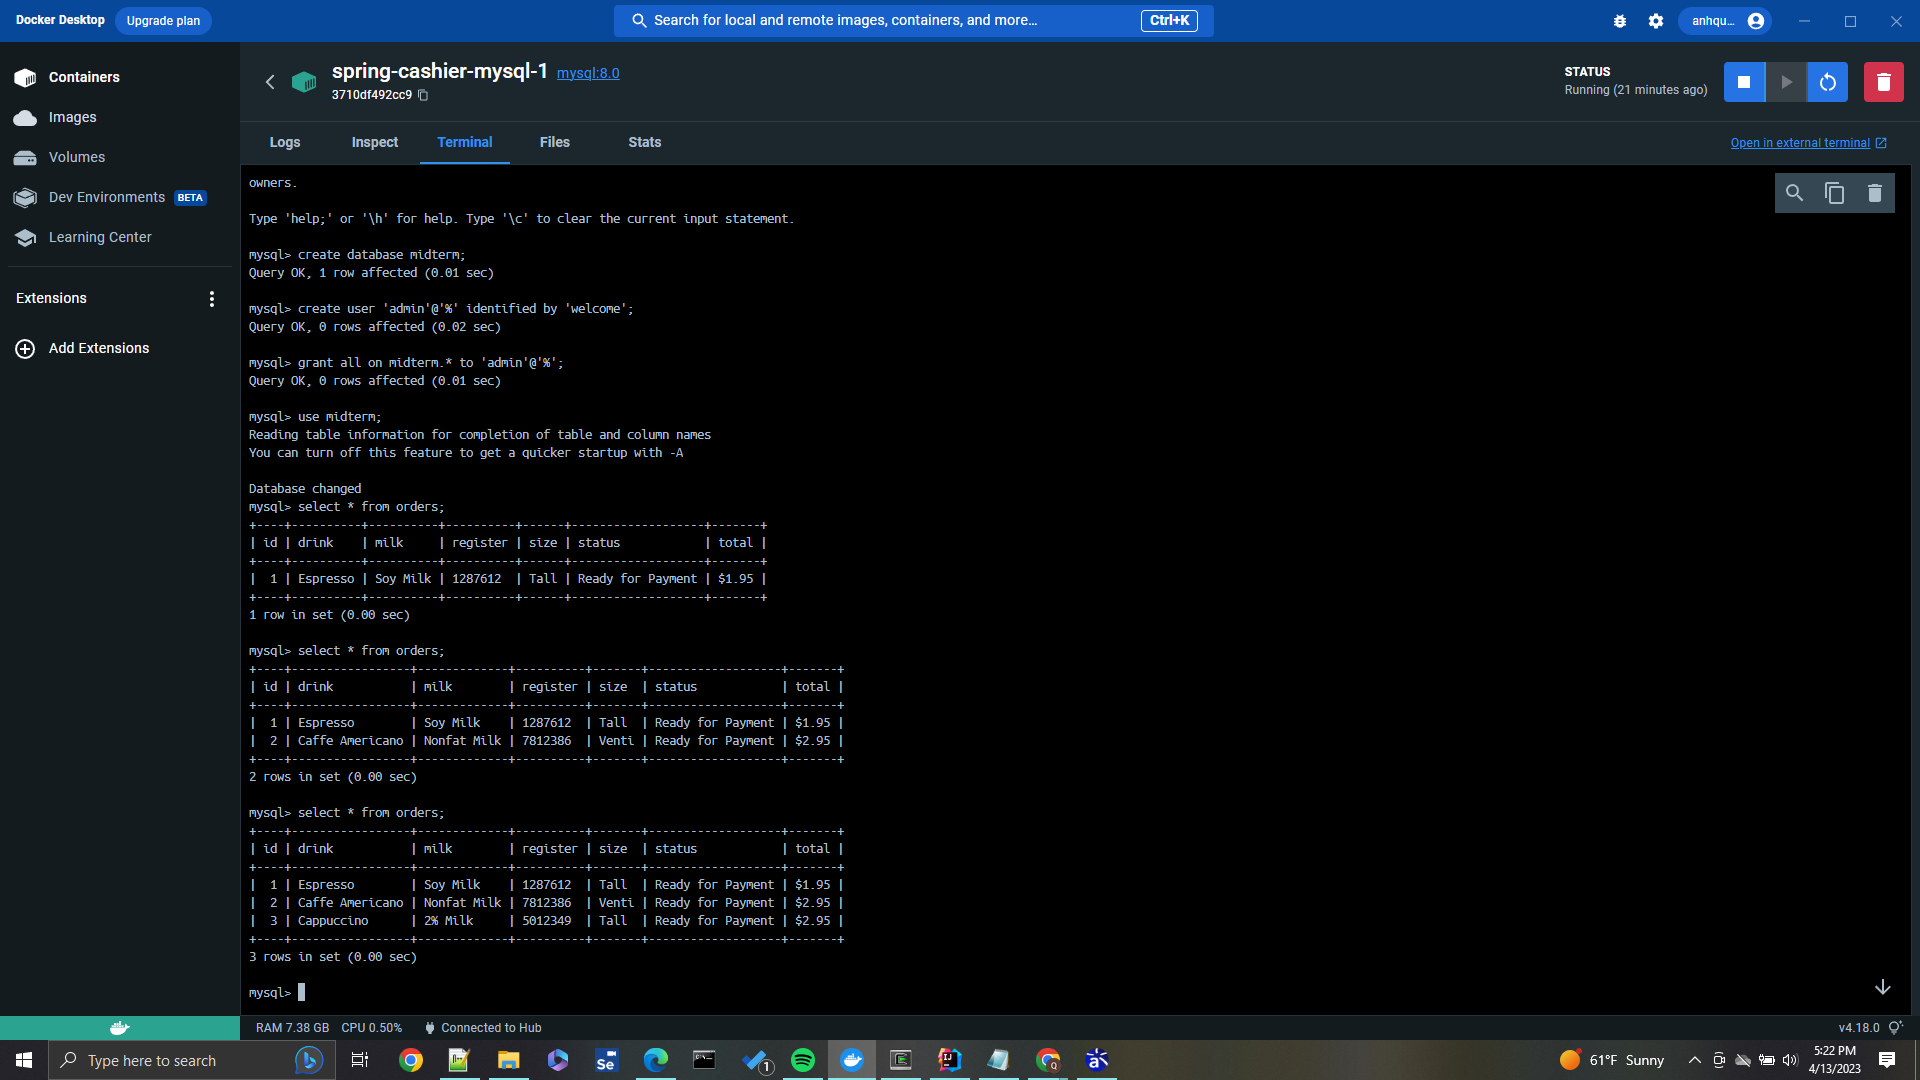 Docker Desktop
Upgrade plan
Search for local and remote images, containers, and more...
Ctrl+K
anhqu...
Containers
Images
Volumes
Dev Environments BETA
Learning Center
Extensions
Add Extensions
spring-cashier-mysql-1 mysql:8.0
3710df492cc9
STATUS
Running (21 minutes ago)
Logs Inspect Terminal Files Stats
Open in external terminal
owners.
Type 'help;' or '\h' for help. Type '\c' to clear the current input statement.
mysql> create database midterm;
Query OK, 1 row affected (0.01 sec)
mysql> create user 'admin'@'%' identified by 'welcome';
Query OK, 0 rows affected (0.02 sec)
mysql> grant all on midterm.* to 'admin'@'%';
Query OK, 0 rows affected (0.01 sec)
mysql> use midterm;
Reading table information for completion of table and column names
You can turn off this feature to get a quicker startup with -A
Database changed
mysql> select * from orders;
+----+----------+----------+----------+------+-------------------+-------+
| id | drink    | milk     | register | size | status            | total |
+----+----------+----------+----------+------+-------------------+-------+
|  1 | Espresso | Soy Milk | 1287612  | Tall | Ready for Payment | $1.95 |
+----+----------+----------+----------+------+-------------------+-------+
1 row in set (0.00 sec)
mysql> select * from orders;
+----+-----------------+-------------+----------+-------+-------------------+-------+
| id | drink           | milk        | register | size  | status            | total |
+----+-----------------+-------------+----------+-------+-------------------+-------+
|  1 | Espresso        | Soy Milk    | 1287612  | Tall  | Ready for Payment | $1.95 |
|  2 | Caffe Americano | Nonfat Milk | 7812386  | Venti | Ready for Payment | $2.95 |
+----+-----------------+-------------+----------+-------+-------------------+-------+
2 rows in set (0.00 sec)
mysql> select * from orders;
+----+-----------------+-------------+----------+-------+-------------------+-------+
| id | drink           | milk        | register | size  | status            | total |
+----+-----------------+-------------+----------+-------+-------------------+-------+
|  1 | Espresso        | Soy Milk    | 1287612  | Tall  | Ready for Payment | $1.95 |
|  2 | Caffe Americano | Nonfat Milk | 7812386  | Venti | Ready for Payment | $2.95 |
|  3 | Cappuccino      | 2% Milk     | 5012349  | Tall  | Ready for Payment | $2.95 |
+----+-----------------+-------------+----------+-------+-------------------+-------+
3 rows in set (0.00 sec)
mysql>
RAM 7.38 GB CPU 0.50% Connected to Hub
v4.18.0
Type here to search
Se
1
IJ
Q
a
61°F Sunny
5:22 PM
4/13/2023